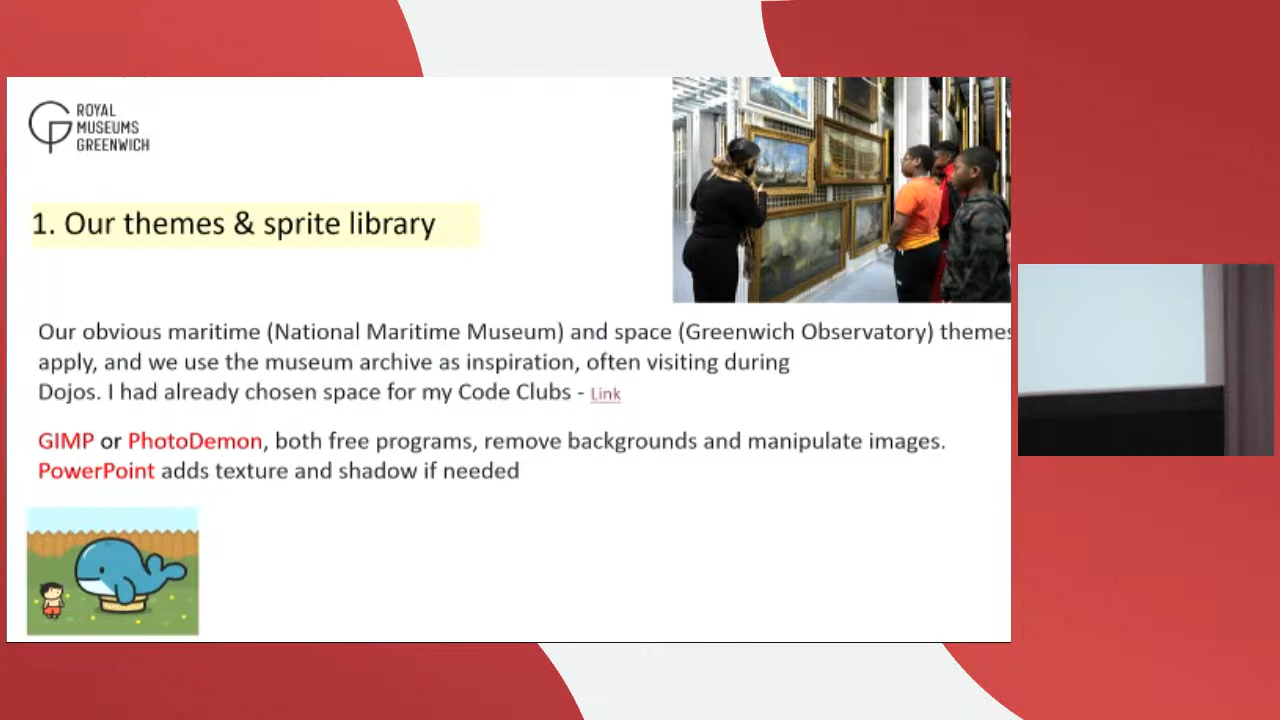 ROYAL
MUSEUMS
GREENWICH
1. Our themes & sprite library
Our obvious maritime (National Maritime Museum) and space (Greenwich Observatory) themes
apply, and we use the museum archive as inspiration, often visiting during
Dojos. I had already chosen space for my Code Clubs - Link
GIMP or PhotoDemon, both free programs, remove backgrounds and manipulate images.
PowerPoint adds texture and shadow if needed